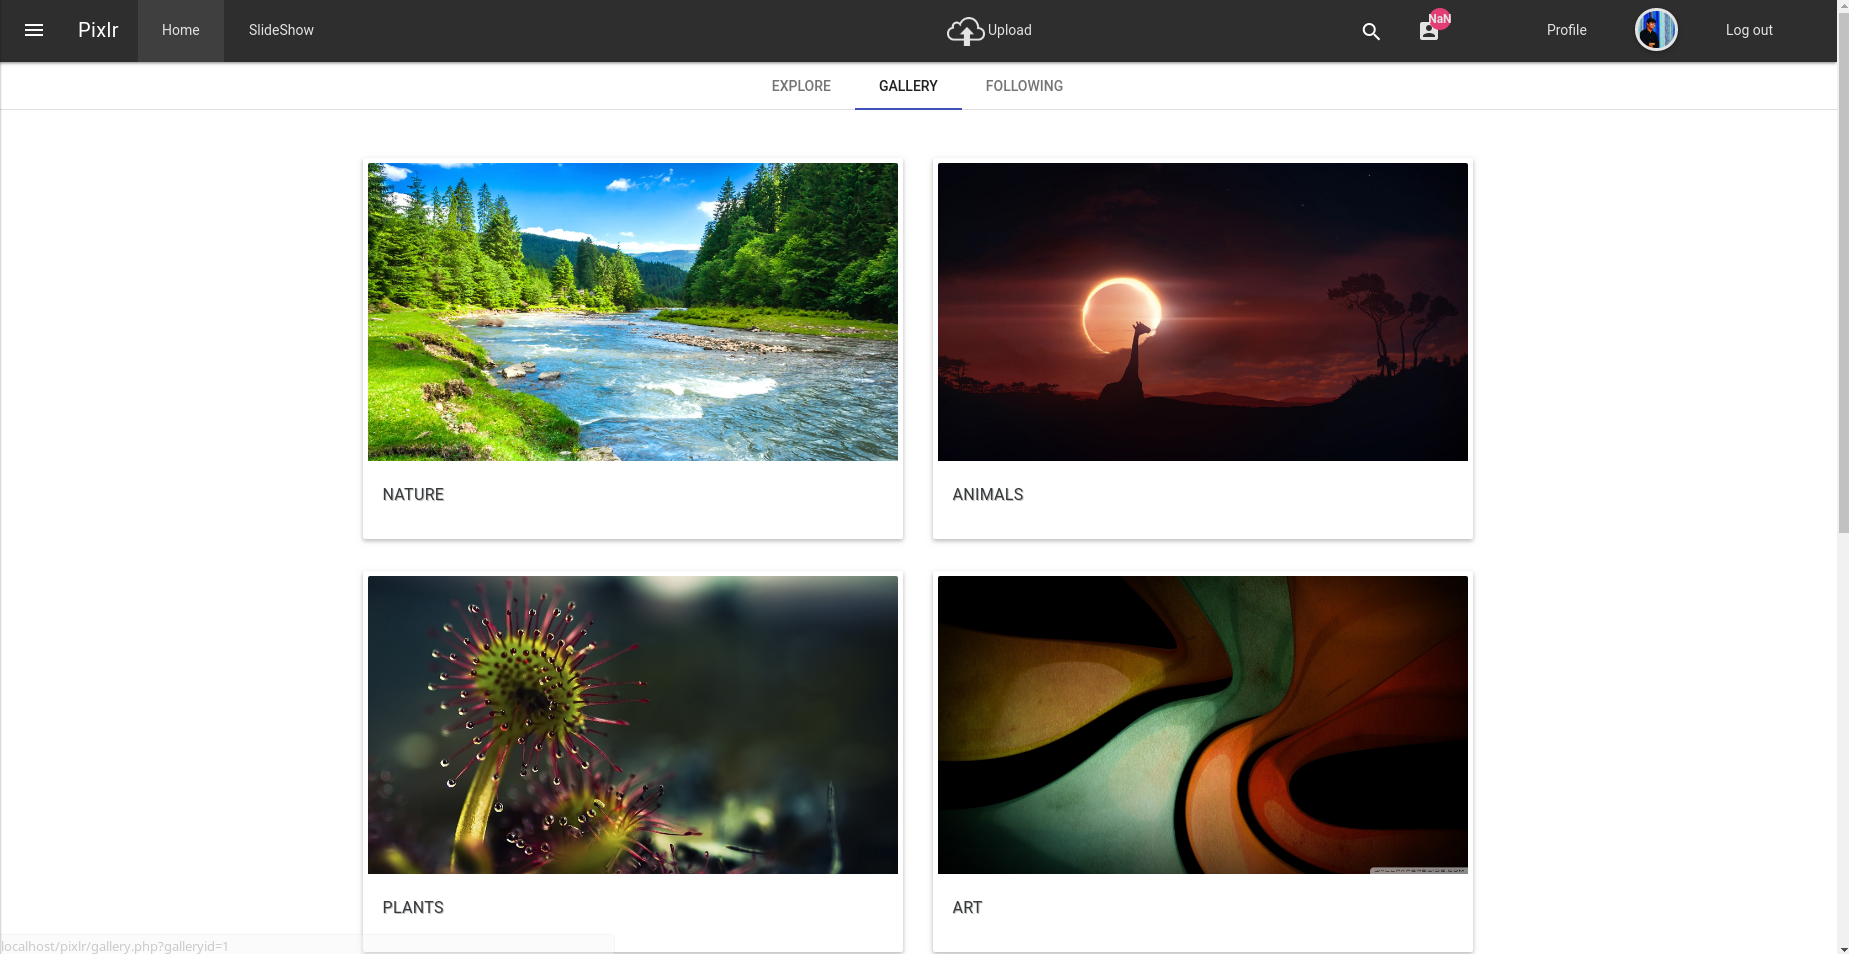 Pixlr Home SlideShow Upload NaN Profile Log out
EXPLORE GALLERY FOLLOWING
NATURE ANIMALS
PLANTS ART
localhost/pixlr/gallery.php?galleryid=1